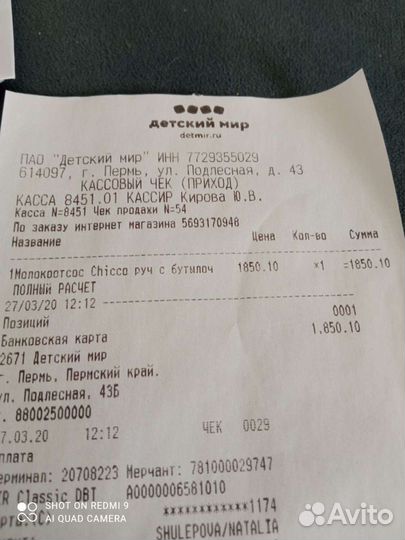 детский мир
detmir.ru
ПАО "Детский мир" ИНН 7729355029
614097, г. Пермь, ул. Подлесная, д. 43
КАССОВЫЙ ЧЕК (ПРИХОД)
КАССА 8451.01 КАССИР Кирова Ю.В.
Касса N=8451 Чек продажи N=54
По заказу интернет магазина 5693170948
Название Цена Кол-во Сумма
1Молокоотсос Chicco руч с бутылоч 1850.10 *1 =1850.10
ПОЛНЫЙ РАСЧЕТ
27/03/20 12:12
Позиций 0001
Банковская карта 1.850.10
2671 Детский мир
г. Пермь, Пермский край.
ул. Подлесная, 43Б
т. 88002500000
7.03.20 12:12 ЧЕК 0029
плата
ерминал: 20708223 Мерчант: 781000029747
Classic DBT A0000006581010
************1174
SHULEPOVA/NATALIA
SHOT ON REDMI 9
AI QUAD CAMERA
Avito